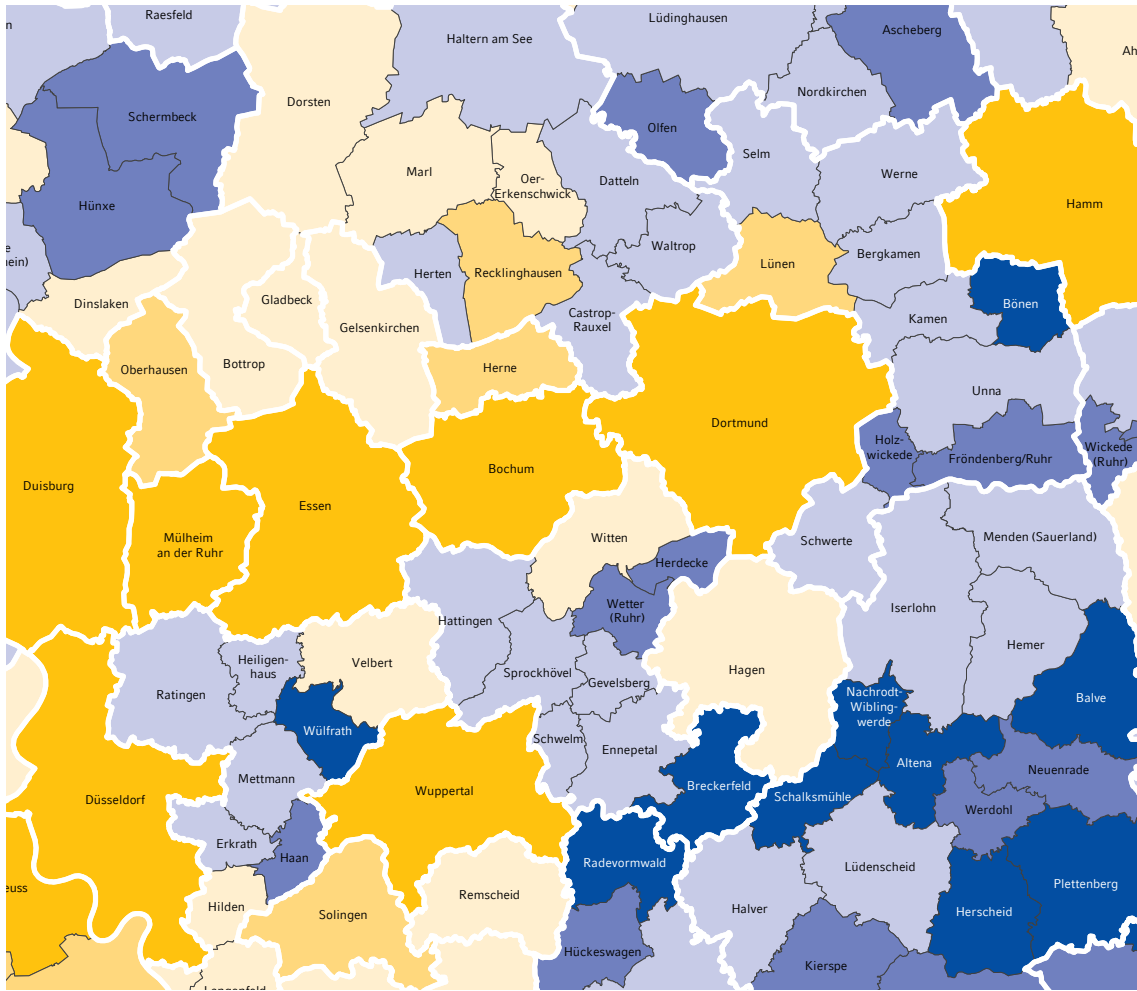 Raesfeld
Lüdinghausen
Haltern am See
Ascheberg
Ah
Nordkirchen
Dorsten
Schermbeck
Olfen
Selm
Marl
Oer-
Erkenschwick
Datteln
Werne
Hünxe
Hamm
Waltrop
e
ein)
Bergkamen
Herten
Recklinghausen
Lünen
Dinslaken
Gladbeck
Bönen
Castrop-
Rauxel
Kamen
Gelsenkirchen
Bottrop
Oberhausen
Herne
Unna
Dortmund
Holz-
wickede
Wickede
(Ruhr)
Fröndenberg/Ruhr
Bochum
Duisburg
Essen
Mülheim
an der Ruhr
Witten
Schwerte
Menden (Sauerland)
Herdecke
Wetter
(Ruhr)
Iserlohn
Hattingen
Hemer
Heiligen-
haus
Velbert
Sprockhövel
Hagen
Gevelsberg
Ratingen
Nachrodt-
Wibling-
werde
Balve
Wülfrath
Schwelm
Ennepetal
Altena
Neuenrade
Mettmann
Breckerfeld
Wuppertal
Schalksmühle
Düsseldorf
Werdohl
Erkrath
Haan
Radevormwald
Lüdenscheid
Plettenberg
euss
Remscheid
Hilden
Solingen
Halver
Herscheid
Hückeswagen
Kierspe
Langenfeld